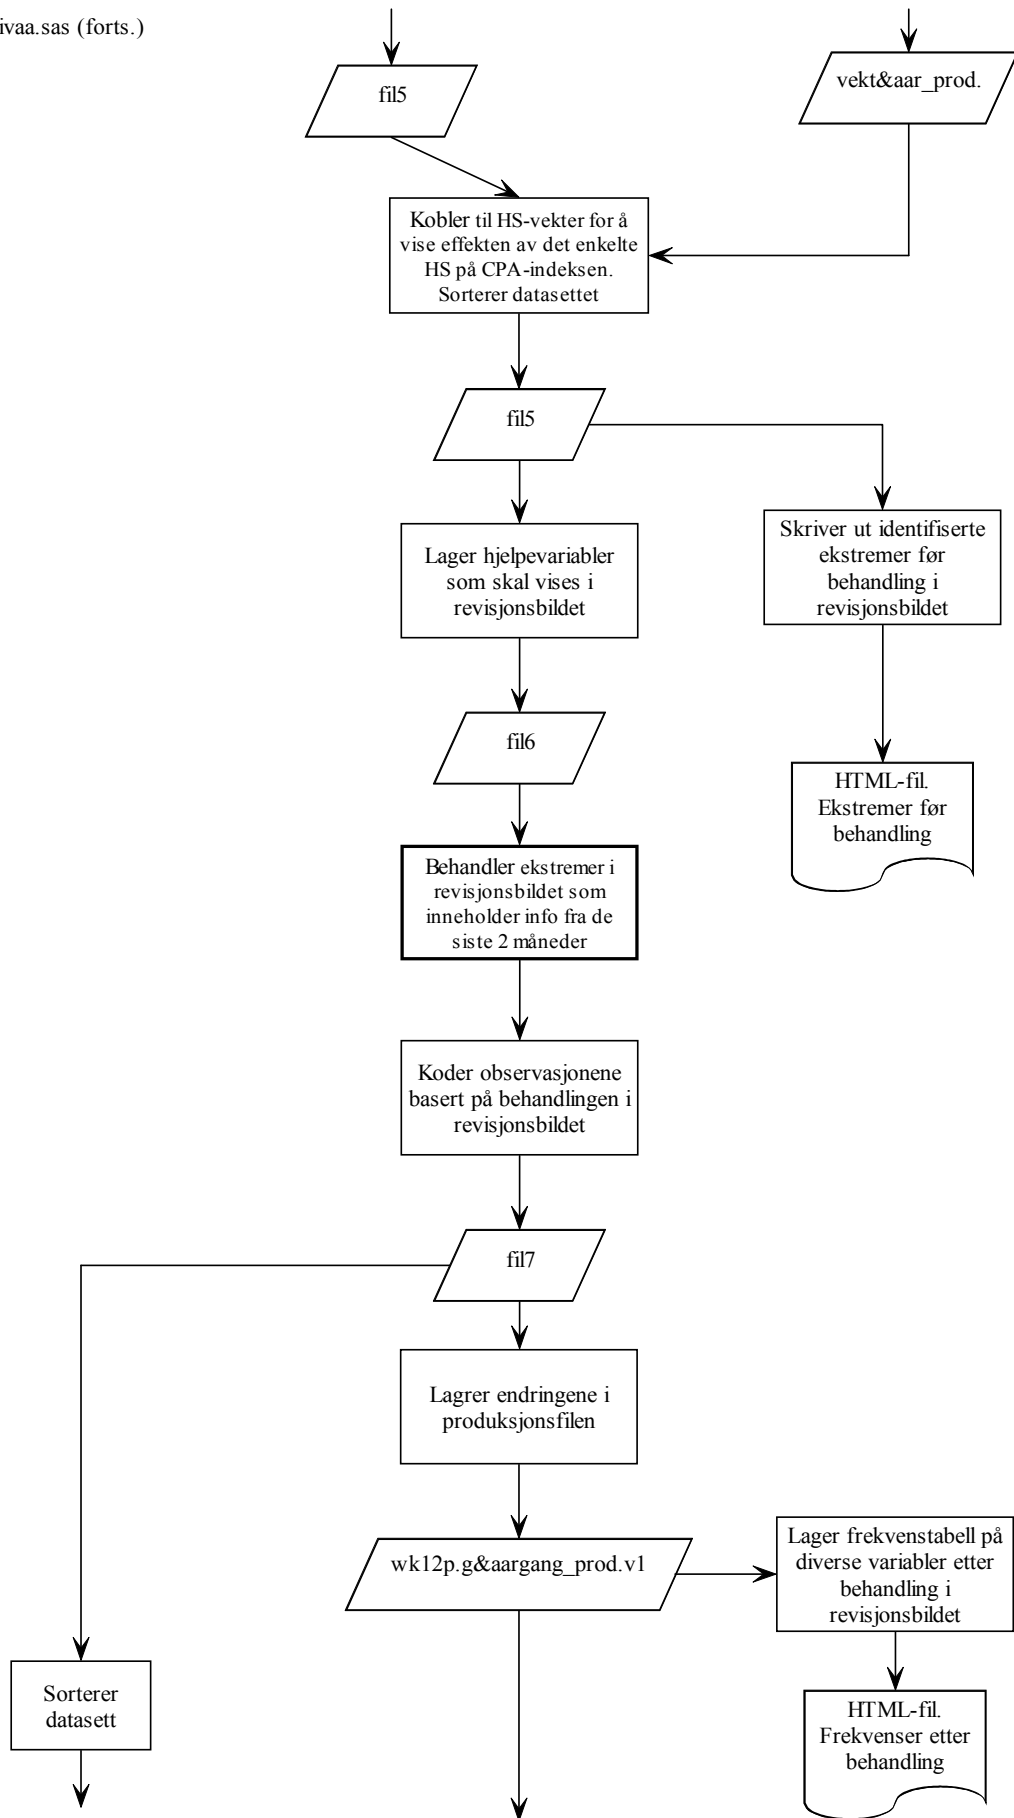 ivaa.sas (forts.)
fil5
vekt&aar_prod.
Kobler til HS-vekter for å
vise effekten av det enkelte
HS på CPA-indeksen.
Sorterer datasettet
fil5
Lager hjelpevariabler
som skal vises i
revisjonsbildet
Skriver ut identifiserte
ekstremer før
behandling i
revisjonsbildet
fil6
HTML-fil.
Ekstremer før
behandling
Behandler ekstremer i
revisjonsbildet som
inneholder info fra de
siste 2 måneder
Koder observasjonene
basert på behandlingen i
revisjonsbildet
fil7
Lagrer endringene i
produksjonsfilen
wk12p.g&aargang_prod.v1
Lager frekvenstabell på
diverse variabler etter
behandling i
revisjonsbildet
Sorterer
datasett
HTML-fil.
Frekvenser etter
behandling